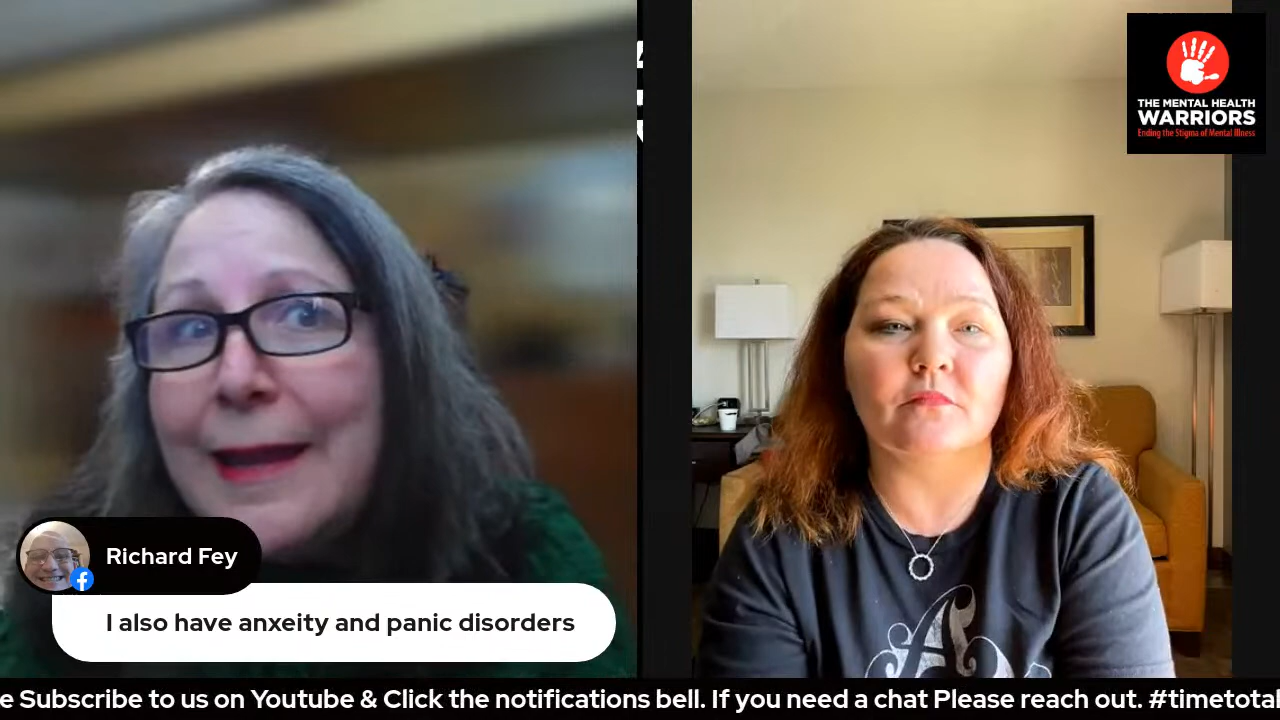 THE MENTAL HEALTH
WARRIORS
Ending the Stigma of Mental Illness
Richard Fey
I also have anxeity and panic disorders
e Subscribe to us on Youtube & Click the notifications bell. If you need a chat Please reach out. #timetotal